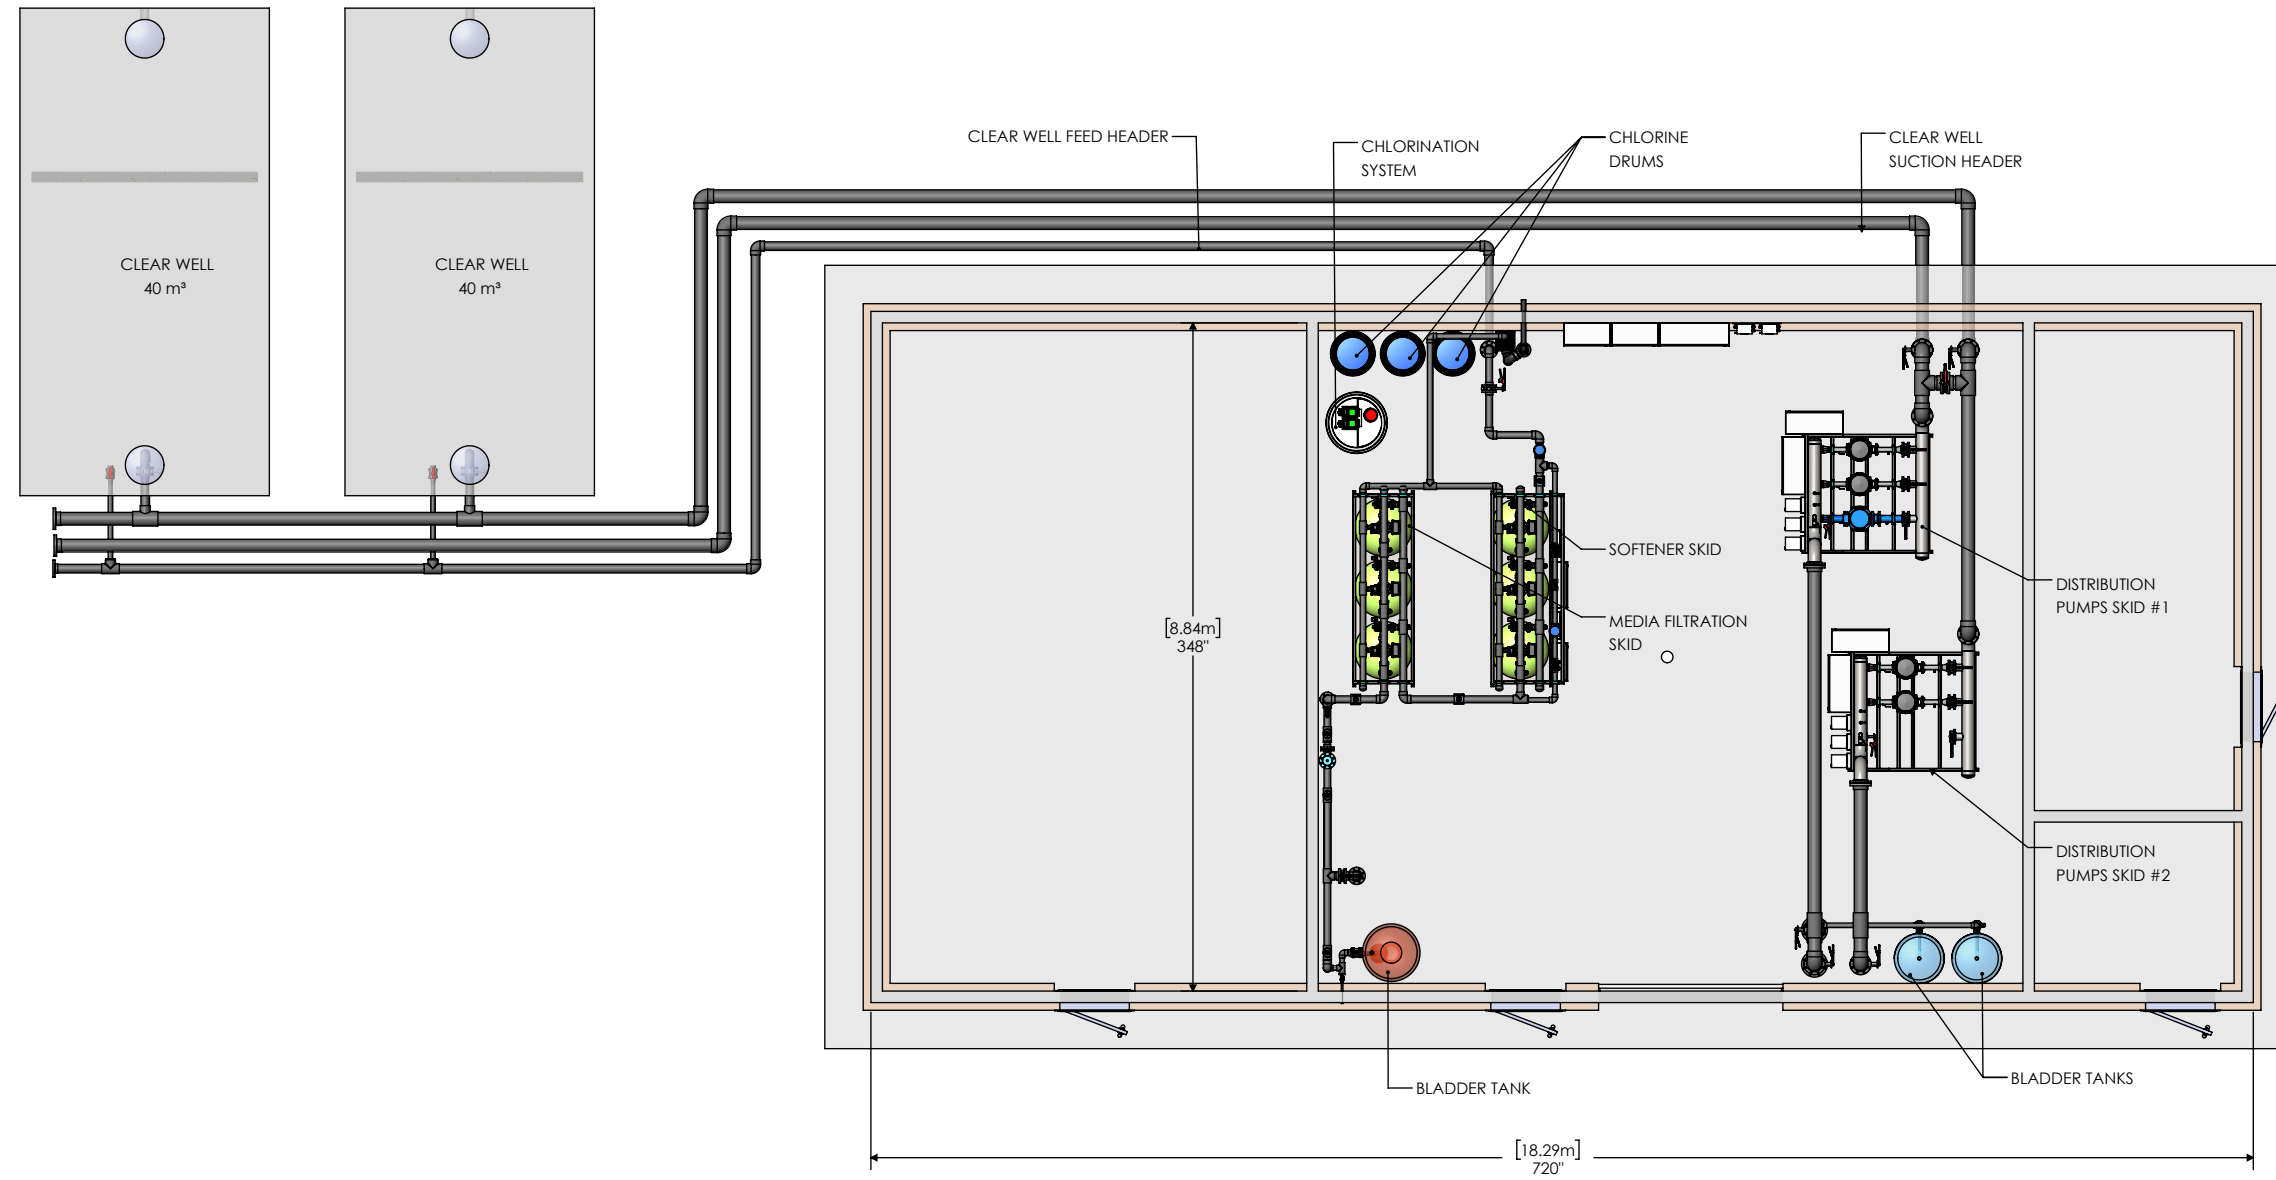 CLEAR WELL FEED HEADER
CHLORINATION
SYSTEM
CHLORINE
DRUMS
CLEAR WELL
SUCTION HEADER
CLEAR WELL
40 m³
CLEAR WELL
40 m³
SOFTENER SKID
DISTRIBUTION
PUMPS SKID #1
MEDIA FILTRATION
SKID
[8.84m]
348"
DISTRIBUTION
PUMPS SKID #2
BLADDER TANK
BLADDER TANKS
[18.29m]
720"